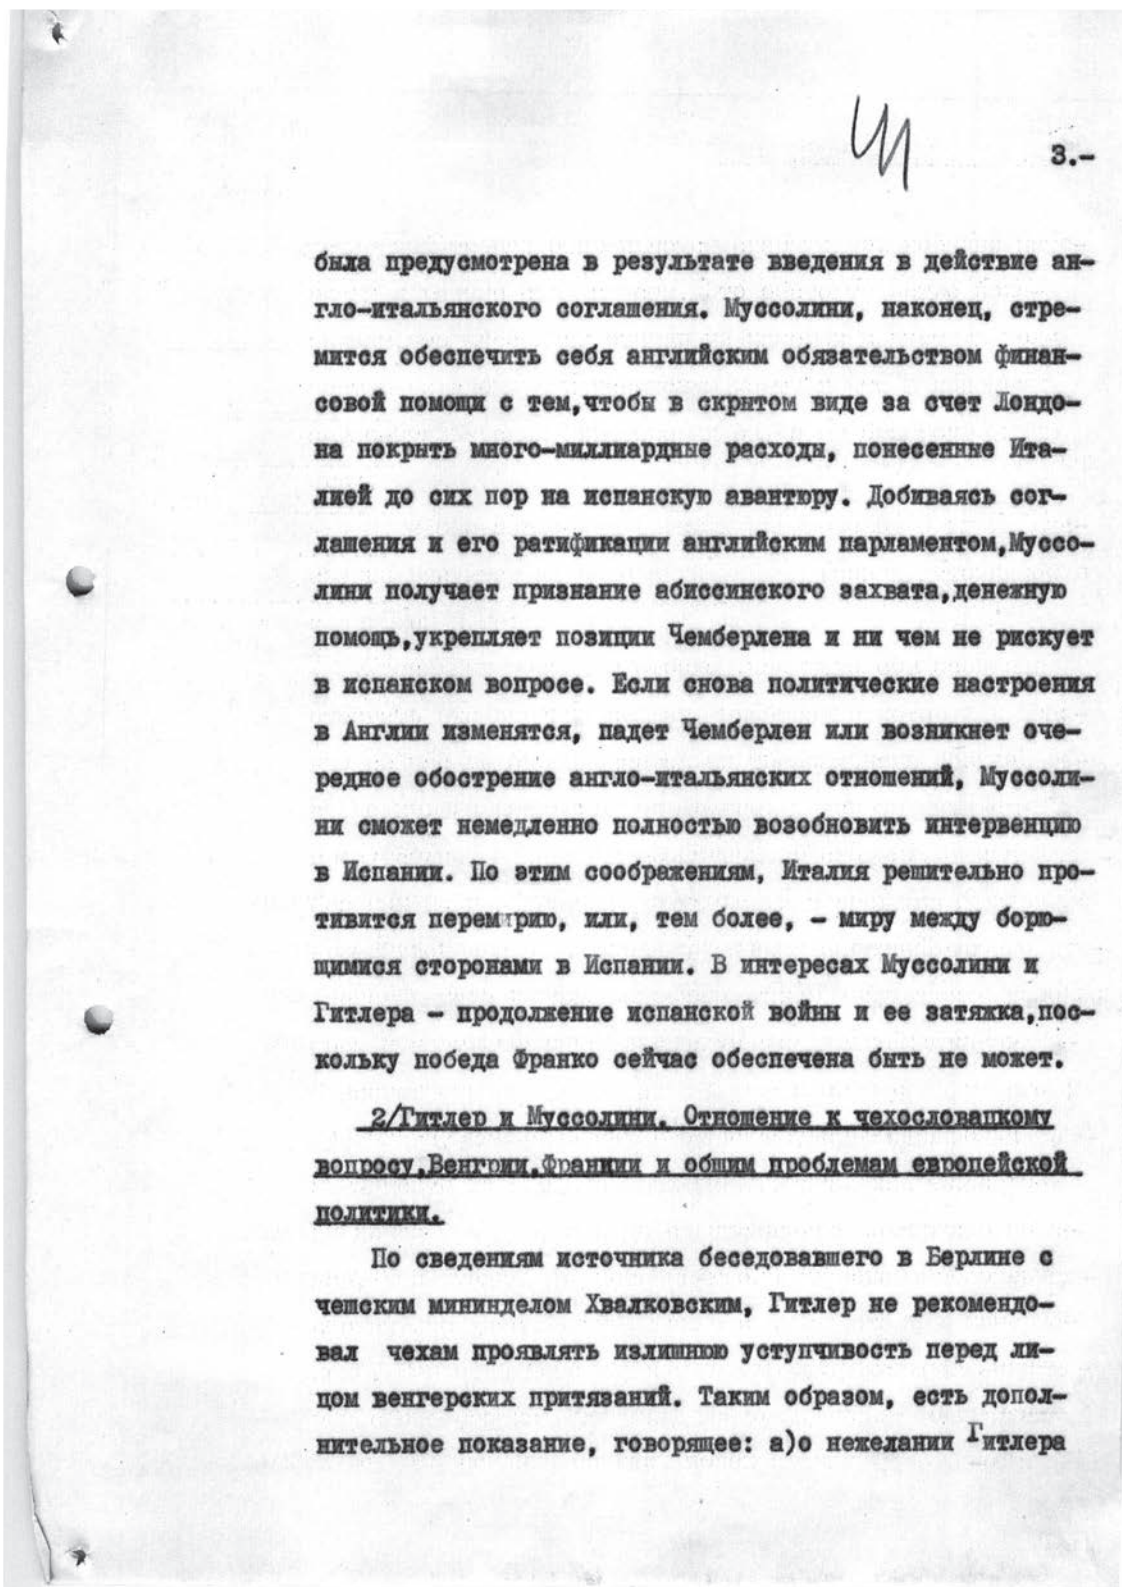 3.-
была предусмотрена в результате введения в действие ан-
гло-итальянского соглашения. Муссолини, наконец, стре-
мится обеспечить себя английским обязательством финан-
совой помощи с тем,чтобы в скрытом виде за счет Лондо-
на покрыть много-миллиардные расходы, понесенные Ита-
лией до сих пор на испанскую авантюру. Добиваясь сог-
лашения и его ратификации английским парламентом,Муссо-
лини получает признание абиссинского захвата,денежную
помощь,укрепляет позиции Чемберлена и ни чем не рискует
в испанском вопросе. Если снова политические настроения
в Англии изменятся, падет Чемберлен или возникнет оче-
редное обострение англо-итальянских отношений, Муссоли-
ни сможет немедленно полностью возобновить интервенцию
в Испании. По этим соображениям, Италия решительно про-
тивится перемирию, или, тем более, - миру между борю-
щимися сторонами в Испании. В интересах Муссолини и
Гитлера - продолжение испанской войны и ее затяжка,пос-
кольку победа Франко сейчас обеспечена быть не может.
2/Гитлер и Муссолини. Отношение к чехословацкому
вопросу,Венгрии,Франции и общим проблемам европейской
политики.
По сведениям источника беседовавшего в Берлине с
чешским мининделом Хвалковским, Гитлер не рекомендо-
вал чехам проявлять излишнюю уступчивость перед ли-
цом венгерских притязаний. Таким образом, есть допол-
нительное показание, говорящее: а)о нежелании Гитлера